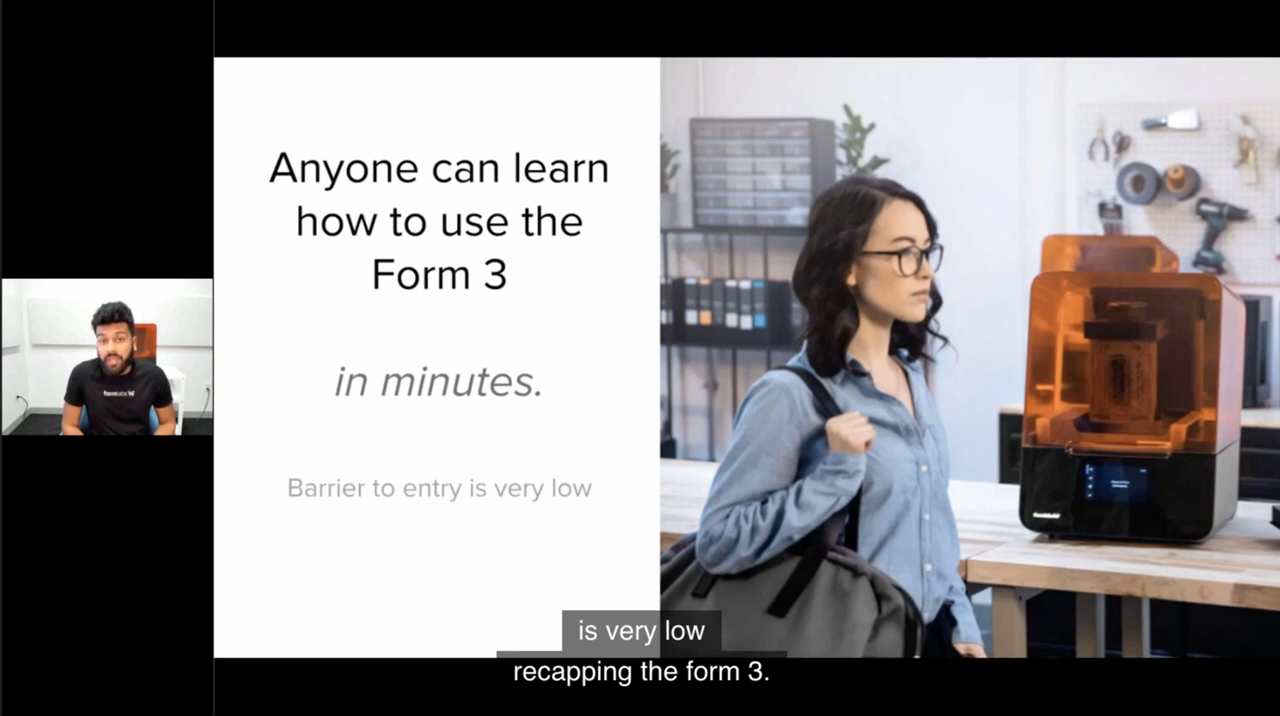 Anyone can learn
how to use the
Form 3
in minutes.
Barrier to entry is very low
is very low
recapping the form 3.